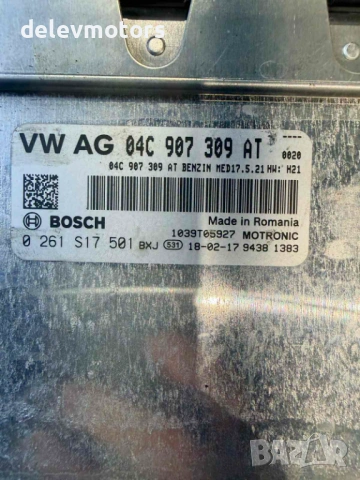 delevmotors
VW AG 04C 907 309 AT ----
0020
04C 907 309 AT BENZIN MED17.5.21 HW: H21
BOSCH
Made in Romania
1039T05927 MOTRONIC
0 261 S17 501 BXJ 531 18-02-17 9438 1383
BAZAR